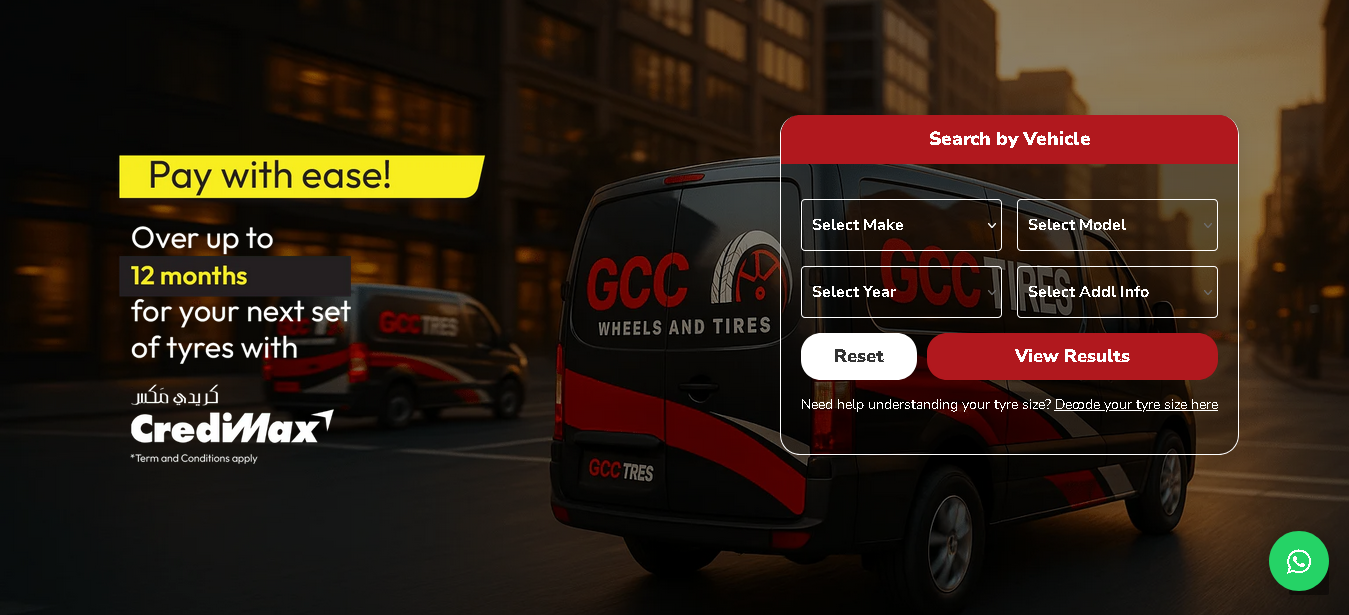 Pay with ease!
Over up to
12 months
for your next set
of tyres with
كريدي مَكس
CrediMax
*Term and Conditions apply
GCC
WHEELS AND TIRES
GCC TRES
GCC TIRES
GCC TRES
Search by Vehicle
Select Make
Select Model
Select Year
Select Addl Info
Reset
View Results
Need help understanding your tyre size? Decode your tyre size here